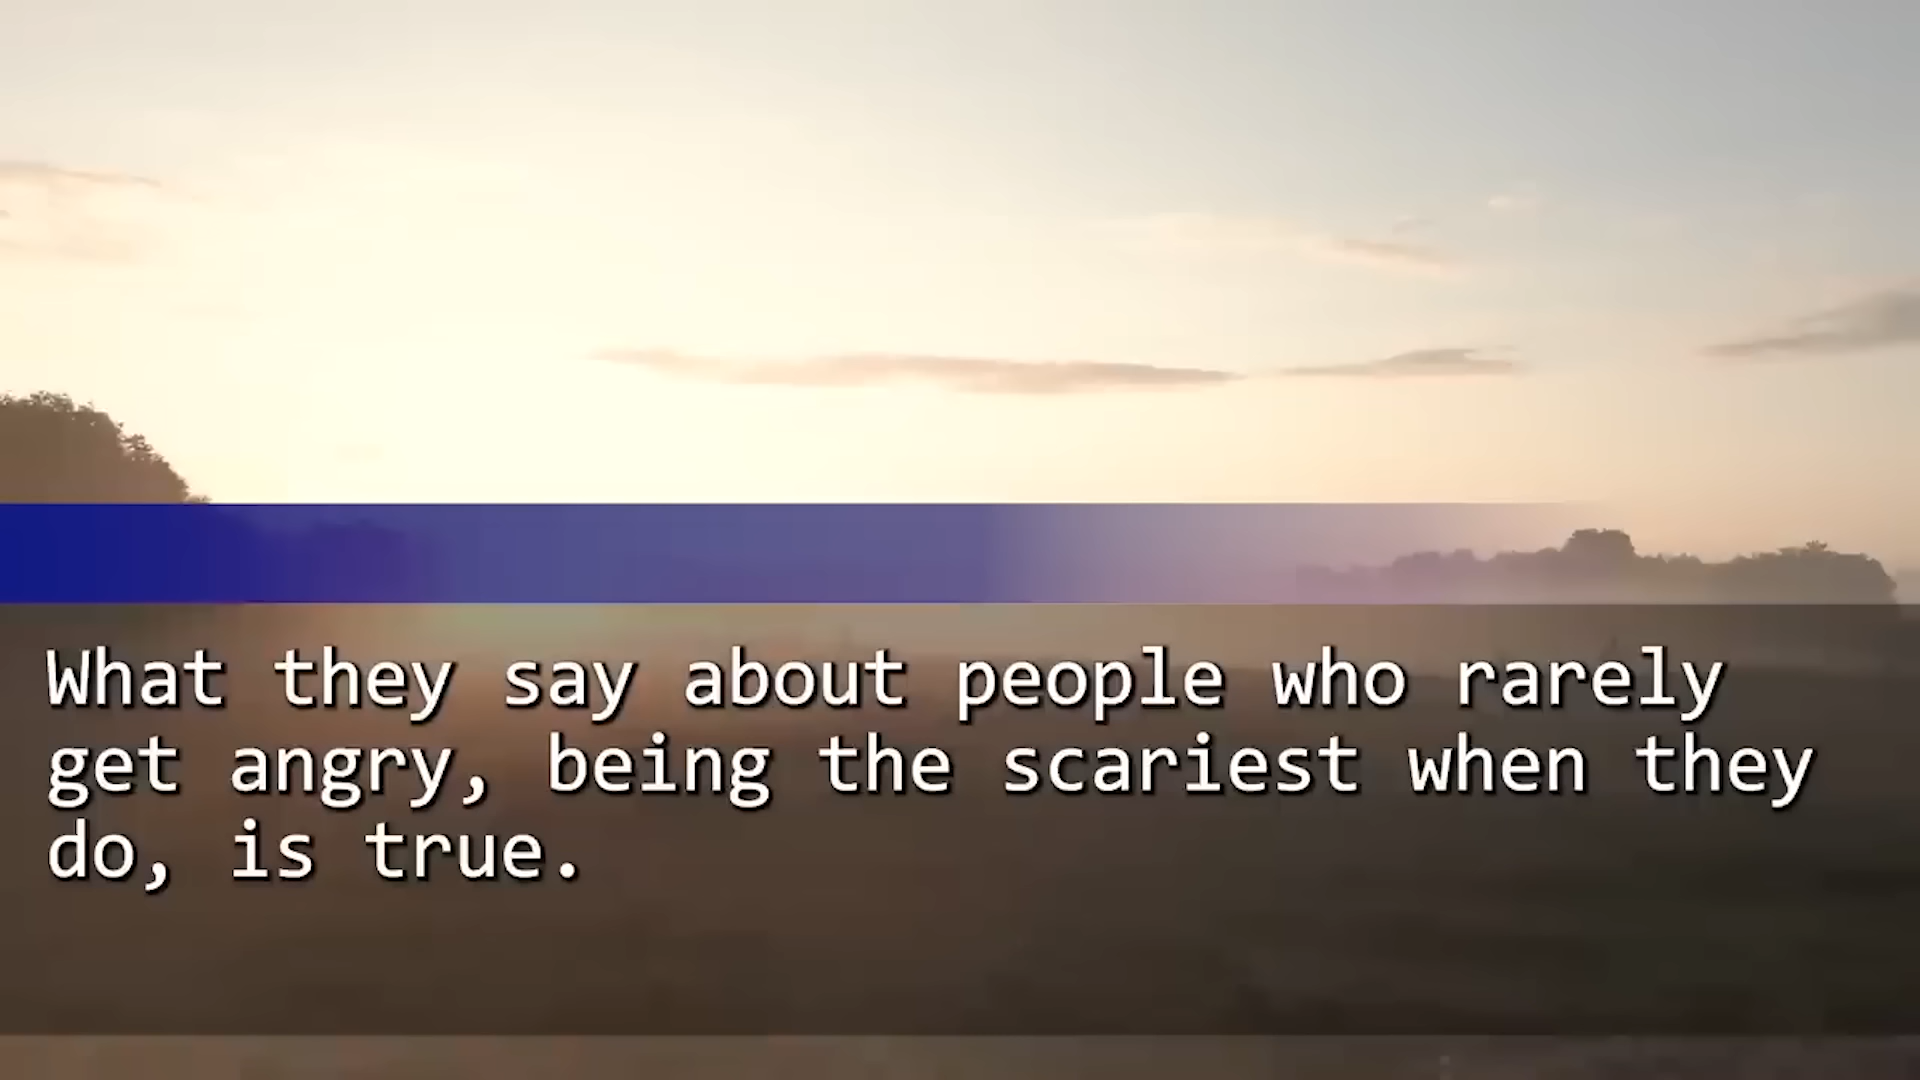 What they say about people who rarely
get angry, being the scariest when they
do, is true.